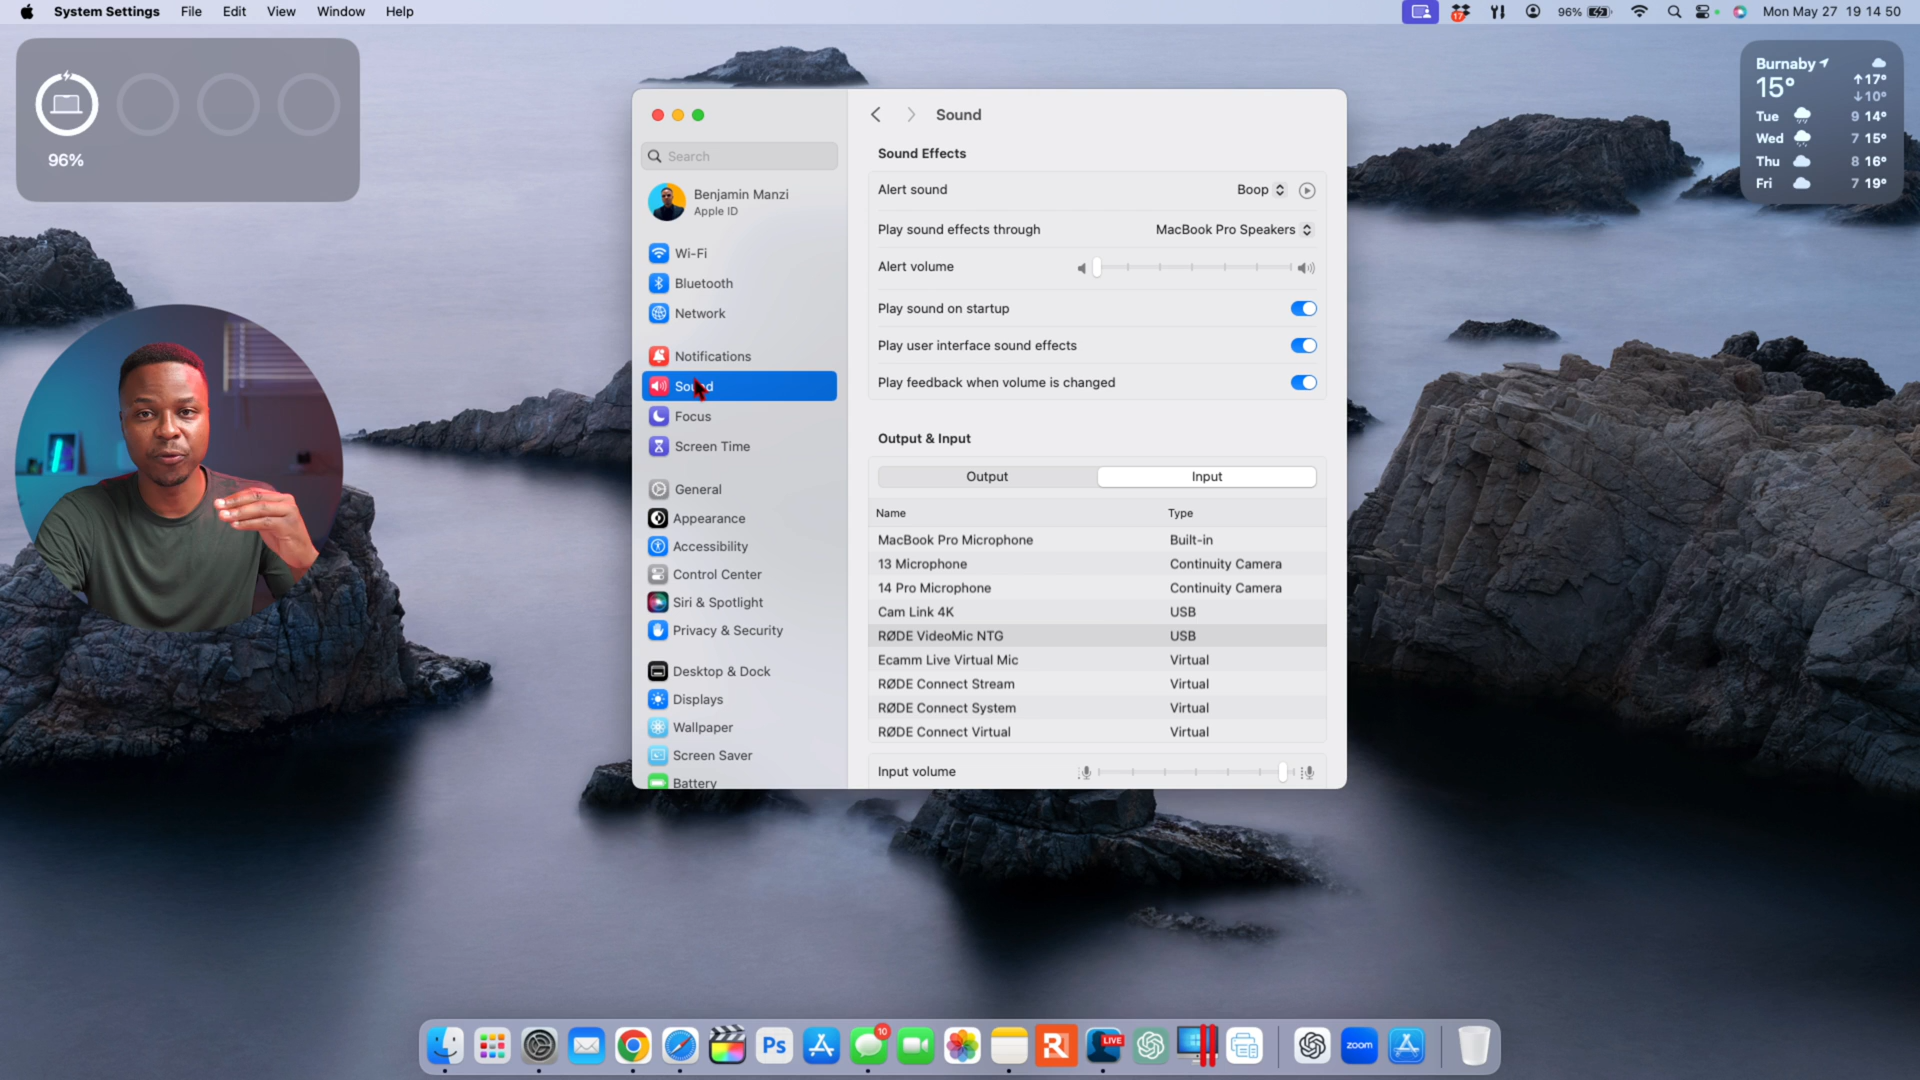 System Settings File Edit View Window Help
17
96%
Mon May 27 19 14 50
96%
Burnaby
15°
17°
10°
Tue 9 14°
Wed 7 15°
Thu 8 16°
Fri 7 19°
Search
Benjamin Manzi
Apple ID
Wi-Fi
Bluetooth
Network
Notifications
Sound
Focus
Screen Time
General
Appearance
Accessibility
Control Center
Siri & Spotlight
Privacy & Security
Desktop & Dock
Displays
Wallpaper
Screen Saver
Battery
Sound
Sound Effects
Alert sound Boop
Play sound effects through MacBook Pro Speakers
Alert volume
Play sound on startup
Play user interface sound effects
Play feedback when volume is changed
Output & Input
Output Input
Name Type
MacBook Pro Microphone Built-in
13 Microphone Continuity Camera
14 Pro Microphone Continuity Camera
Cam Link 4K USB
RØDE VideoMic NTG USB
Ecamm Live Virtual Mic Virtual
RØDE Connect Stream Virtual
RØDE Connect System Virtual
RØDE Connect Virtual Virtual
Input volume
Ps
10
R
LIVE
zoom